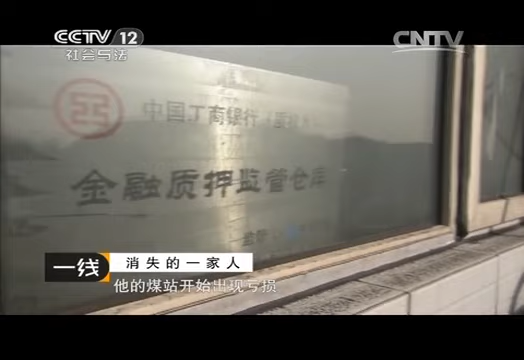 CCTV 12
社会与法
CNTV
中国工商银行
金融质押监管仓库
一线
消失的一家人
他的煤站开始出现亏损